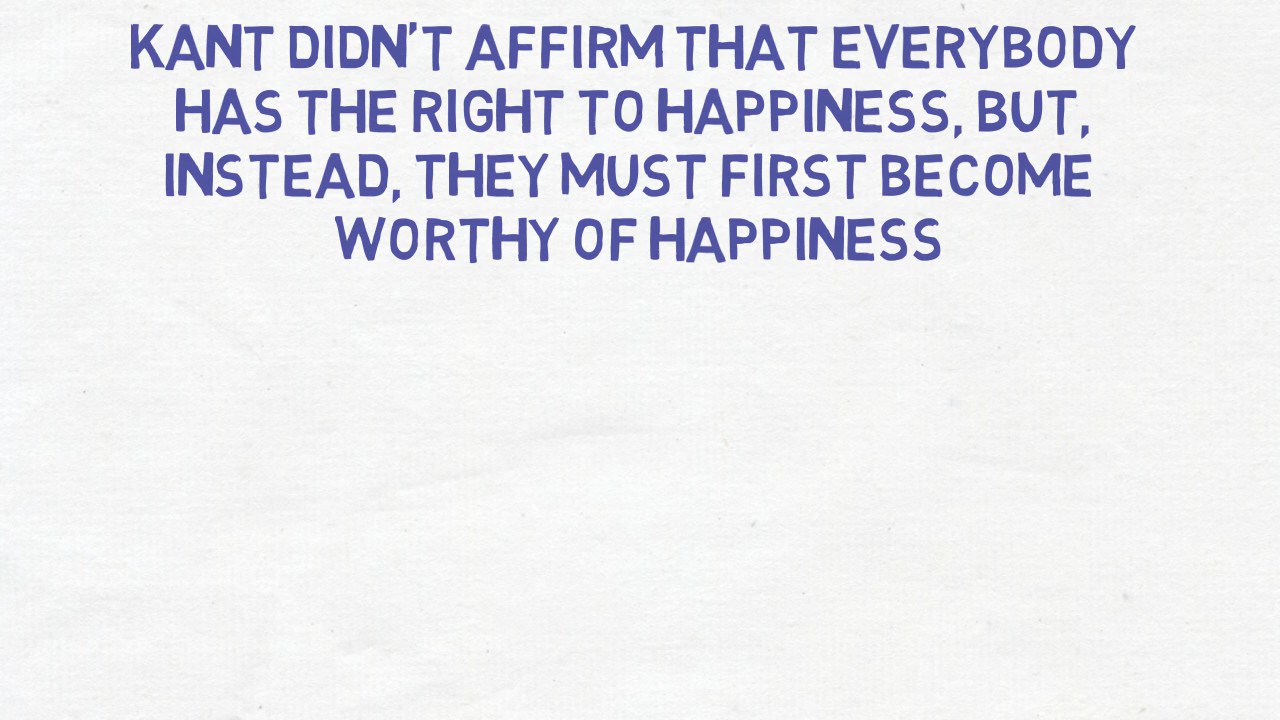 KANT DIDN'T AFFIRM THAT EVERYBODY
HAS THE RIGHT TO HAPPINESS, BUT,
INSTEAD, THEY MUST FIRST BECOME
WORTHY OF HAPPINESS